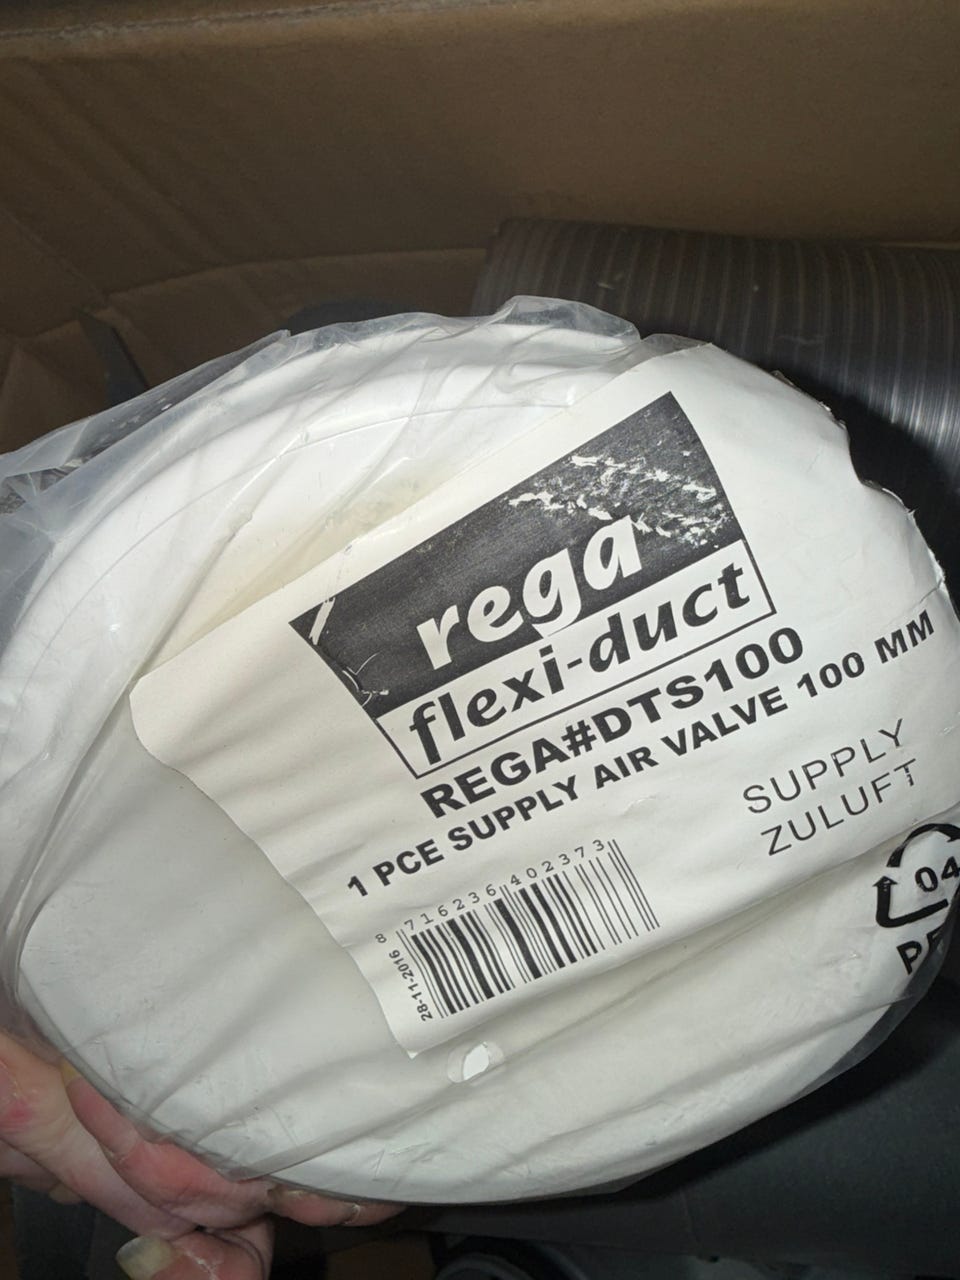 rega
flexi-duct
REGA#DTS100
1 PCE SUPPLY AIR VALVE 100 MM
SUPPLY
ZULUFT
8 716236 402373
28-11-2016
04